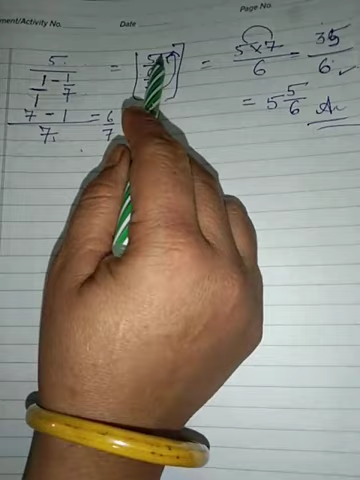 ment/Activity No. Date Page No.
5 / (1/1 - 1/7) = = 5×7 / 6 = 35 / 6
7 - 1 / 7 = 6/7
= 5 5/6 Ans